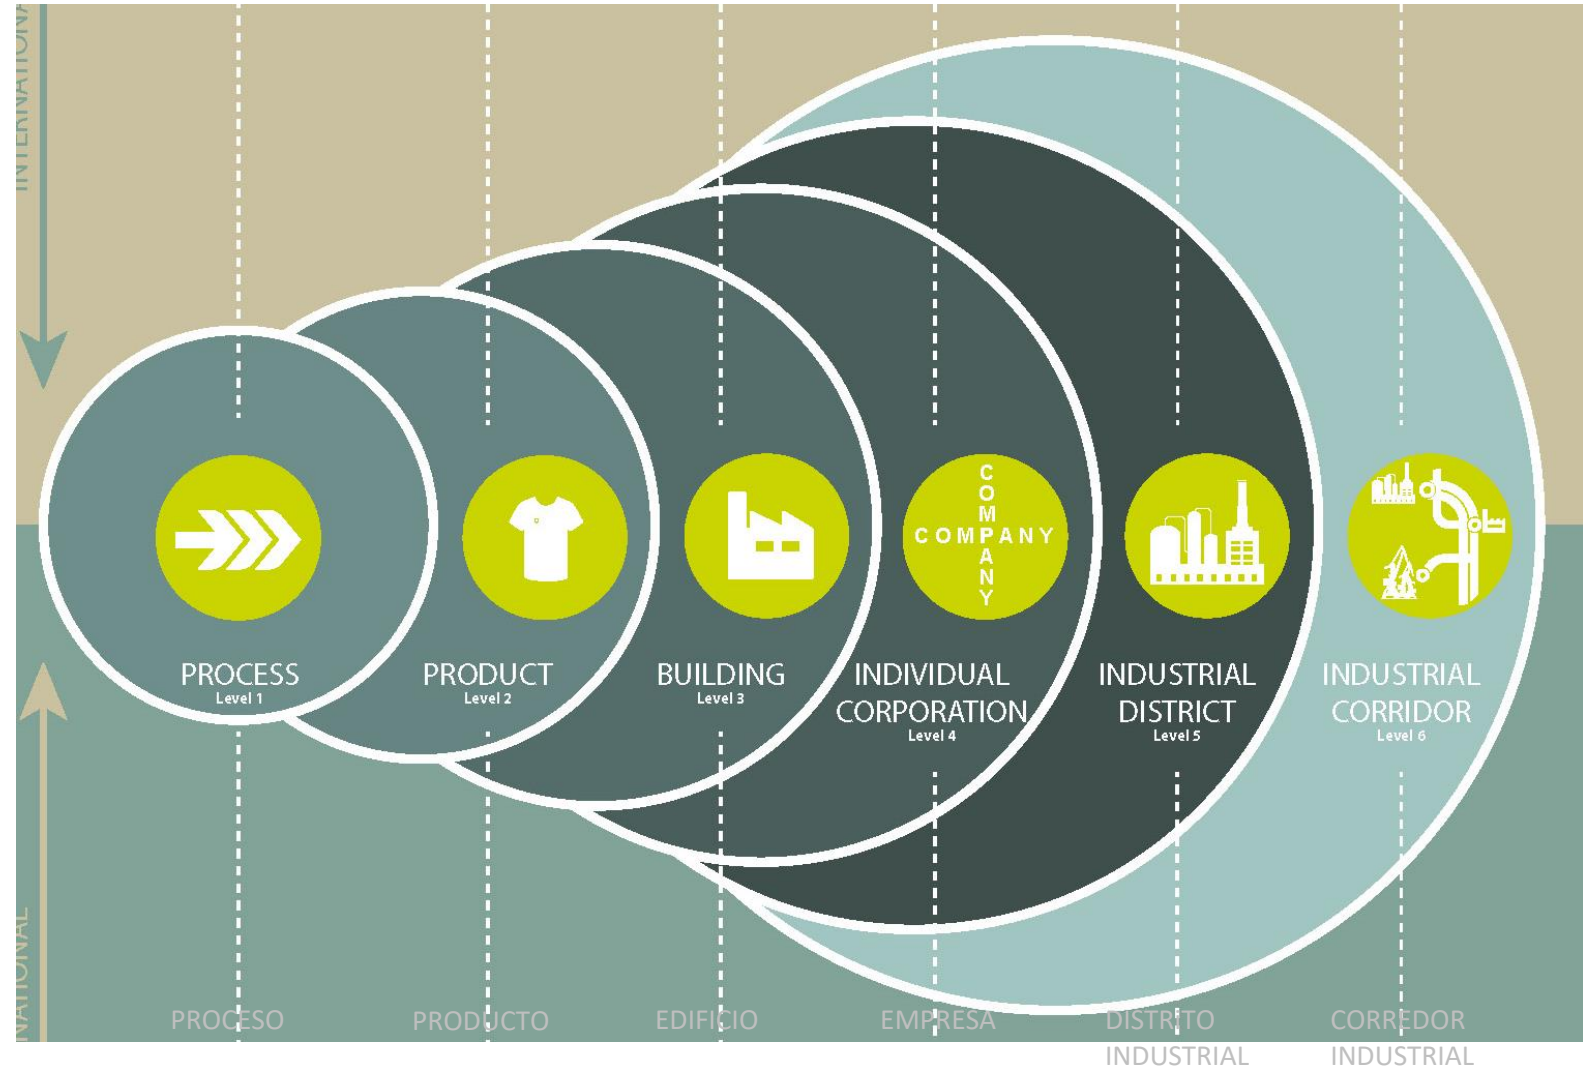 INTERNATIONA
COMPANY
COMPANY
PROCESS
Level 1
PRODUCT
Level 2
BUILDING
Level 3
INDIVIDUAL
CORPORATION
Level 4
INDUSTRIAL
DISTRICT
Level 5
INDUSTRIAL
CORRIDOR
Level 6
NATIONAL
PROCESO
PRODUCTO
EDIFICIO
EMPRESA
DISTRITO
INDUSTRIAL
CORREDOR
INDUSTRIAL